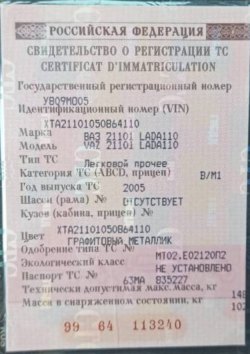 РОССИЙСКАЯ ФЕДЕРАЦИЯ
СВИДЕТЕЛЬСТВО О РЕГИСТРАЦИИ ТС
CERTIFICAT D'IMMATRICULATION
Государственный регистрационный номер
У809МО05
Идентификационный номер (VIN)
XTA21101050864110
Марка ВАЗ 21101 LADA110
Модель VAZ 21101 LADA110
Тип ТС Легковой прочее
Категория ТС (ABCD, прицеп) B/M1
Год выпуска ТС 2005
Шасси (рама) № ОТСУТСТВУЕТ
Кузов (кабина, прицеп) №
XTA21101050864110
Цвет ГРАФИТОВЫЙ МЕТАЛЛИК
Одобрение типа ТС № МТ02.Е02120П2
Экологический класс НЕ УСТАНОВЛЕНО
Паспорт ТС № 63МА 835227
Технически допустимая макс. масса, кг
Масса в снаряженном состоянии, кг
99 64 113240